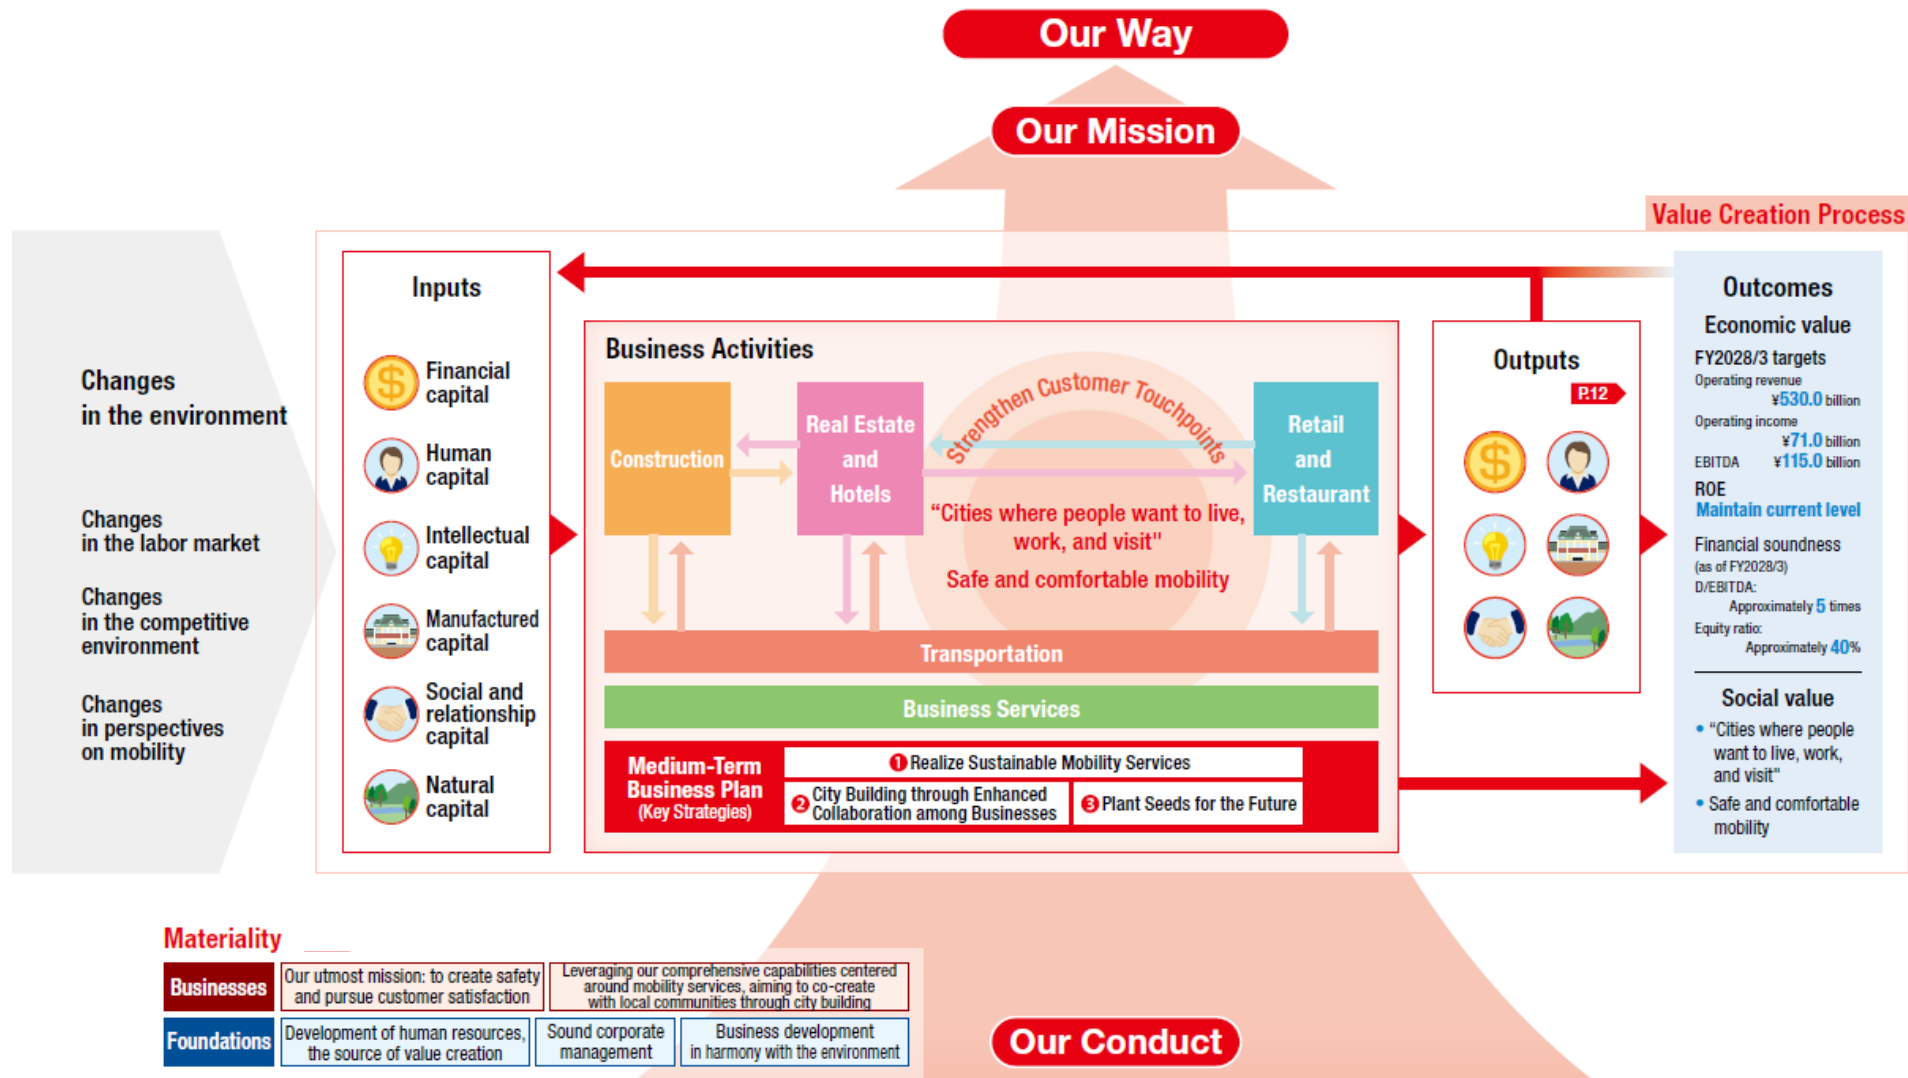 Our Way
Our Mission
Value Creation Process
Changes
in the environment
Changes
in the labor market
Changes
in the competitive
environment
Changes
in perspectives
on mobility
Inputs
Financial
capital
Human
capital
Intellectual
capital
Manufactured
capital
Social and
relationship
capital
Natural
capital
Business Activities
Construction
Real Estate
and
Hotels
Strengthen Customer Touchpoints
Retail
and
Restaurant
“Cities where people want to live,
work, and visit"
Safe and comfortable mobility
Transportation
Business Services
Medium-Term
Business Plan
(Key Strategies)
1 Realize Sustainable Mobility Services
2 City Building through Enhanced
Collaboration among Businesses
3 Plant Seeds for the Future
Outputs
P.12
Outcomes
Economic value
FY2028/3 targets
Operating revenue
¥530.0 billion
Operating income
¥71.0 billion
EBITDA ¥115.0 billion
ROE
Maintain current level
Financial soundness
(as of FY2028/3)
D/EBITDA:
Approximately 5 times
Equity ratio:
Approximately 40%
Social value
• “Cities where people
want to live, work,
and visit"
• Safe and comfortable
mobility
Materiality
Businesses
Our utmost mission: to create safety
and pursue customer satisfaction
Leveraging our comprehensive capabilities centered
around mobility services, aiming to co-create
with local communities through city building
Foundations
Development of human resources,
the source of value creation
Sound corporate
management
Business development
in harmony with the environment
Our Conduct